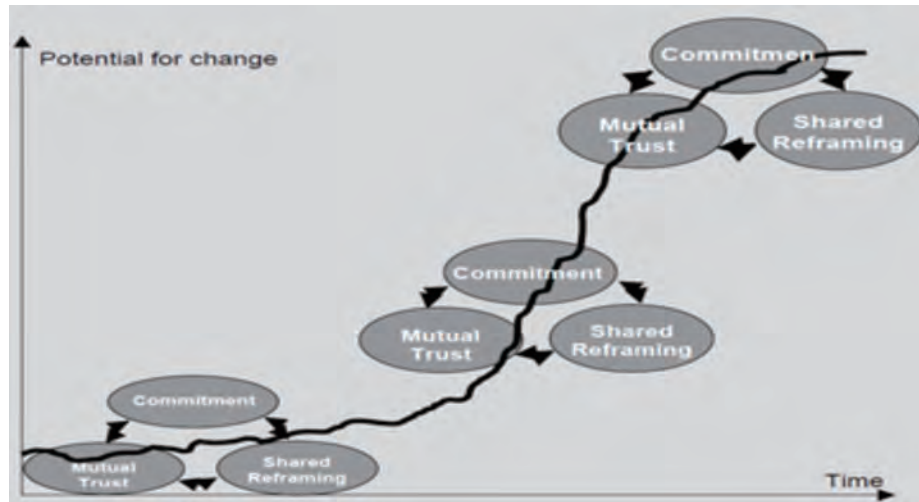 Potential for change
Commitmen
Mutual
Trust
Shared
Reframing
Commitment
Mutual
Trust
Shared
Reframing
Commitment
Mutual
Trust
Shared
Reframing
Time